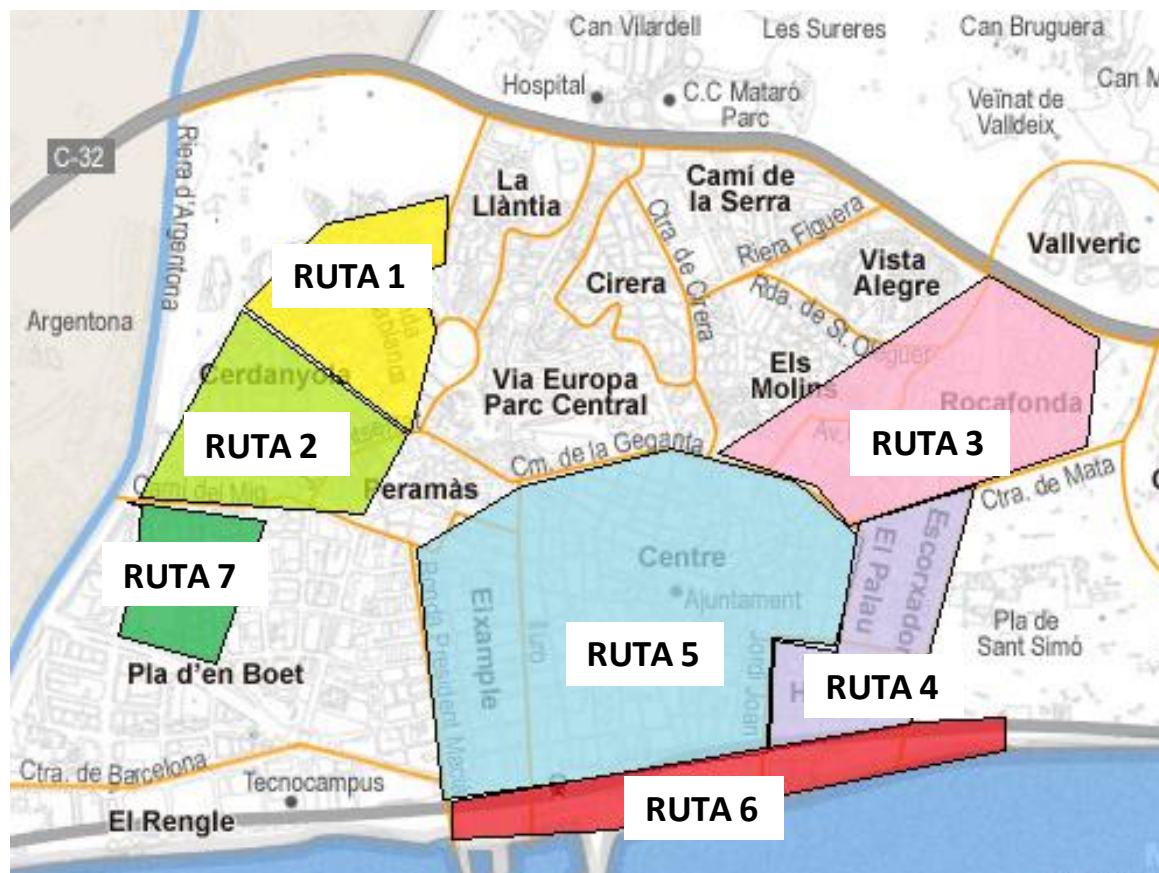 Can Vilardell
Les Sureres
Can Bruguera
Hospital
C.C Mataró
Parc
Can M
Veïnat de
Valldeix
C-32
Riera d'Argentona
La
Llàntia
Camí de
la Serra
Ctra. de Cirera
Riera Figuera
Vallveric
Vista
Alegre
RUTA 1
Cirera
Argentona
Rda. de St. O
guer
Cerdanyola
Els
Molins
Via Europa
Parc Central
Rocafonda
RUTA 2
RUTA 3
Av.
Cm. de la Geganta
Ctra. de Mata
Camí del Mig
Peramàs
Escorxador
El Palau
RUTA 7
Centre
Ajuntament
Eixample
Pla de
Sant Simó
RUTA 5
Pla d'en Boet
RUTA 4
H
Ronda President Macià
Ctra. de Barcelona
Tecnocampus
El Rengle
RUTA 6